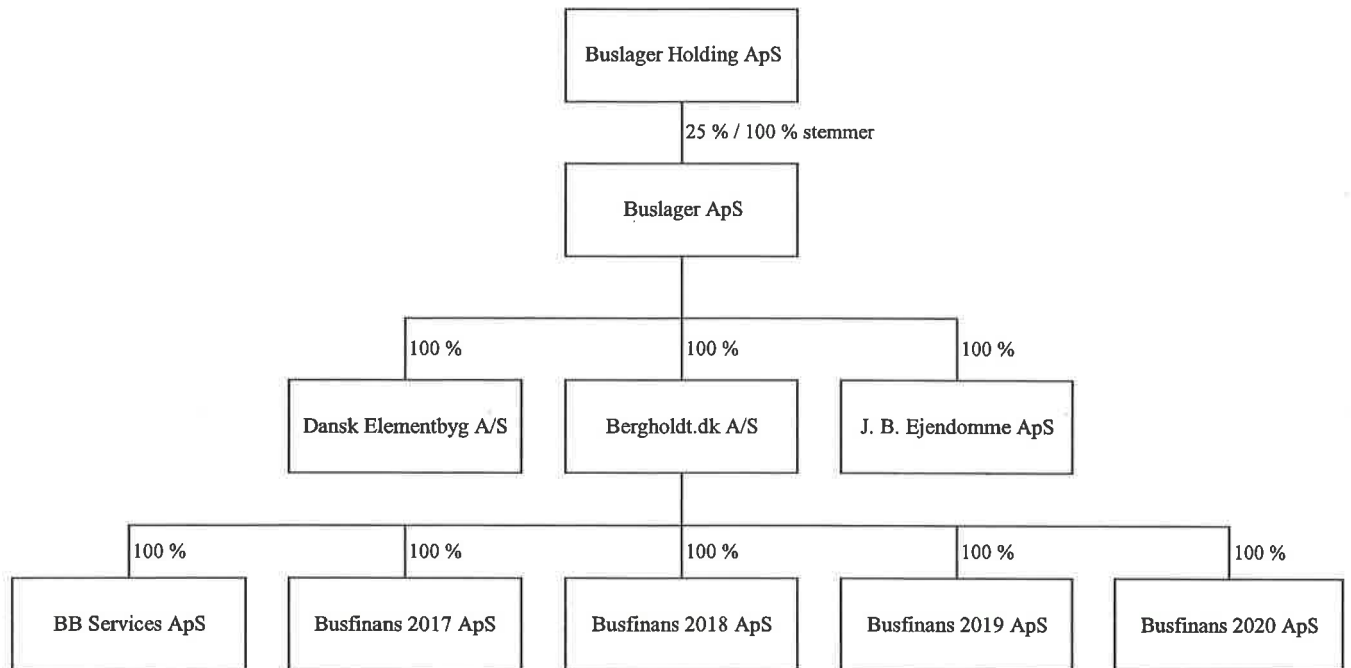 Buslager Holding ApS
25 % / 100 % stemmer
Buslager ApS
100 %
100 %
100 %
Dansk Elementbyg A/S
Bergholdt.dk A/S
J. B. Ejendomme ApS
100 %
100 %
100 %
100 %
100 %
BB Services ApS
Busfinans 2017 ApS
Busfinans 2018 ApS
Busfinans 2019 ApS
Busfinans 2020 ApS